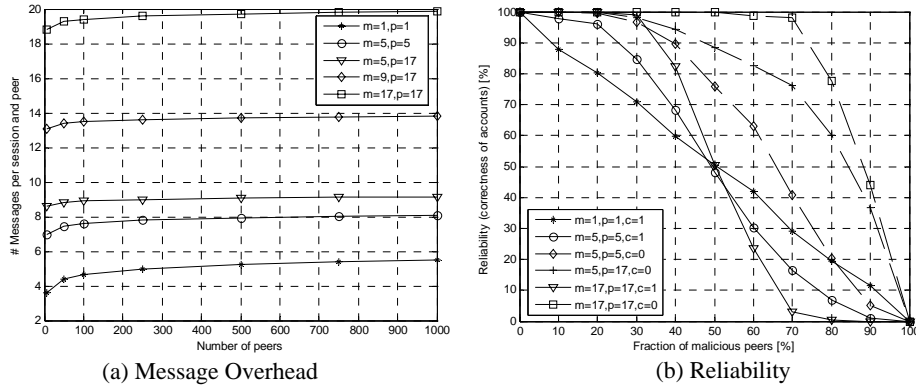 20
18
16
14
12
10
8
6
4
2
# Messages per session and peer
m=1,p=1
m=5,p=5
m=5,p=17
m=9,p=17
m=17,p=17
0 100 200 300 400 500 600 700 800 900 1000
Number of peers
(a) Message Overhead
100
90
80
70
60
50
40
30
20
10
0
Reliability (correctness of accounts) [%]
m=1,p=1,c=1
m=5,p=5,c=1
m=5,p=5,c=0
m=5,p=17,c=0
m=17,p=17,c=1
m=17,p=17,c=0
0 10 20 30 40 50 60 70 80 90 100
Fraction of malicious peers [%]
(b) Reliability